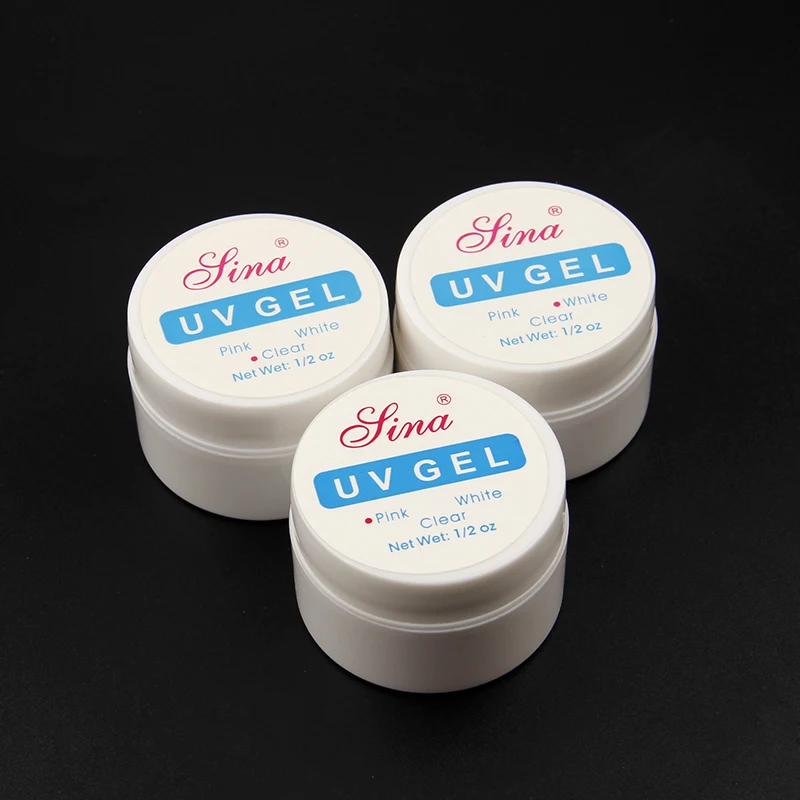 Sina ®
UV GEL
Pink White
• Clear
Net Wet: 1/2 oz
Sina ®
UV GEL
Pink • White
Clear
Net Wet: 1/2 oz
Sina ®
UV GEL
• Pink White
Clear
Net Wet: 1/2 oz